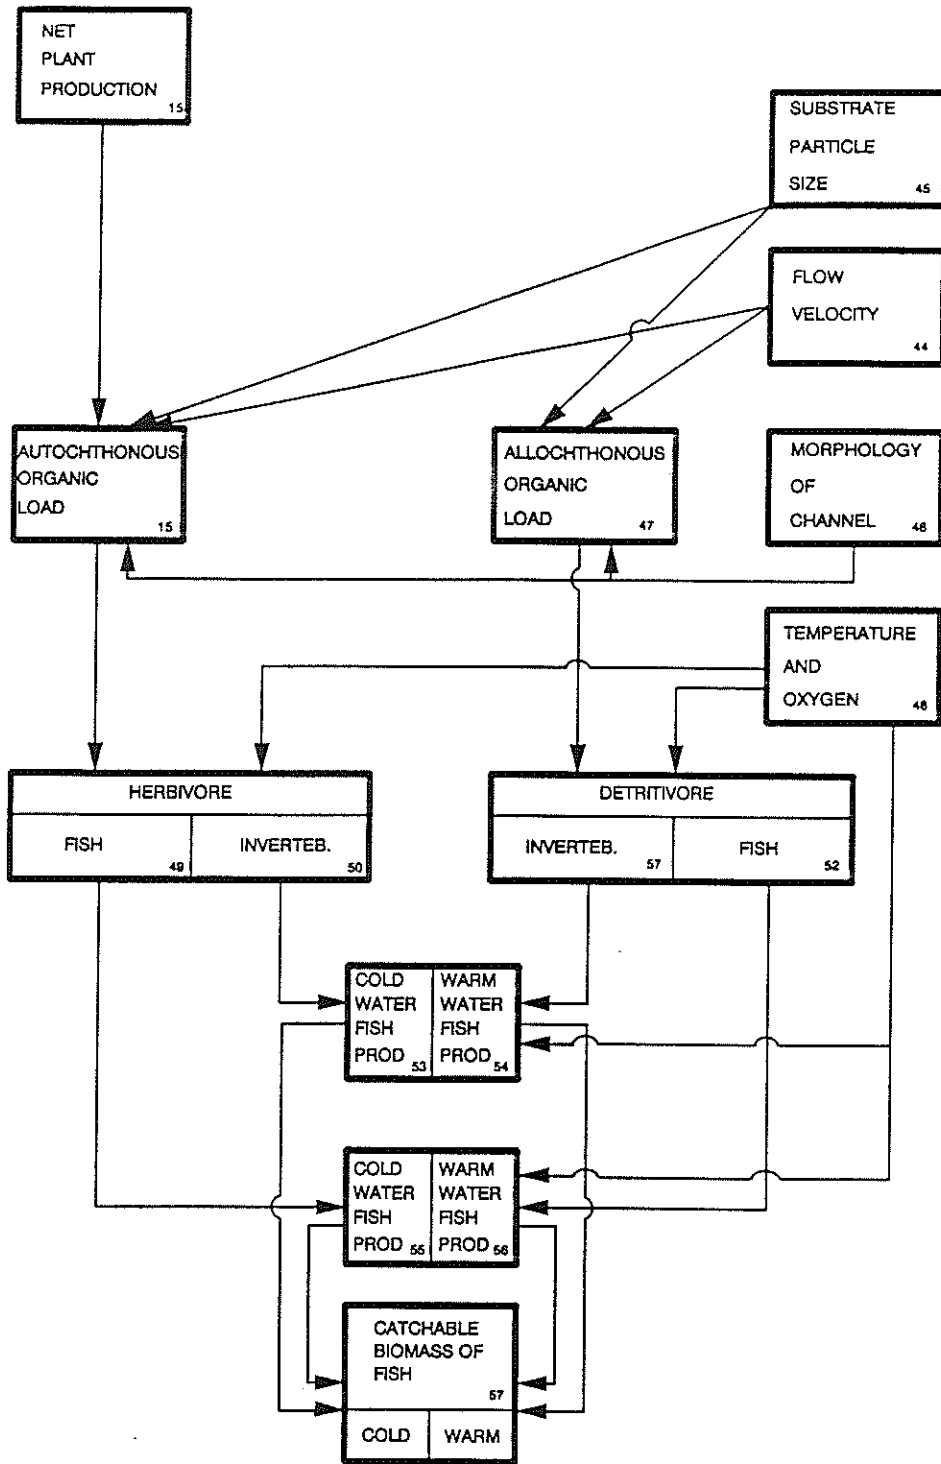 NET
PLANT
PRODUCTION
15
SUBSTRATE
PARTICLE
SIZE 45
FLOW
VELOCITY
44
AUTOCHTHONOUS
ORGANIC
LOAD
15
ALLOCHTHONOUS
ORGANIC
LOAD 47
MORPHOLOGY
OF
CHANNEL 46
TEMPERATURE
AND
OXYGEN 48
HERBIVORE
FISH 49
INVERTEB. 50
DETRITIVORE
INVERTEB. 57
FISH 52
COLD
WATER
FISH
PROD 53
WARM
WATER
FISH
PROD 54
COLD
WATER
FISH
PROD 55
WARM
WATER
FISH
PROD 56
CATCHABLE
BIOMASS OF
FISH
57
COLD
WARM